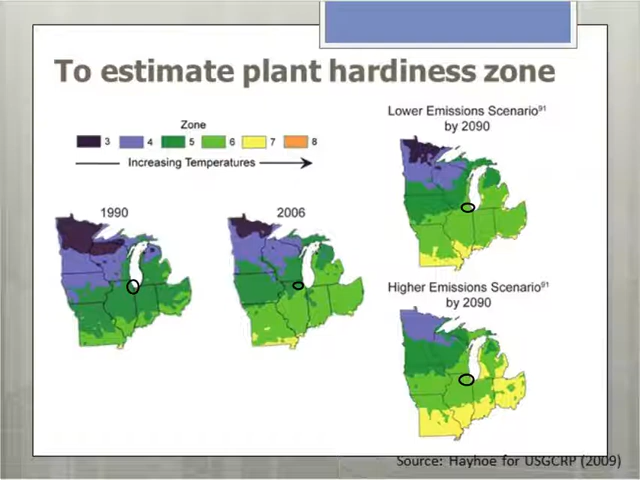 To estimate plant hardiness zone
Zone
3 4 5 6 7 8
Increasing Temperatures
1990
2006
Lower Emissions Scenario⁹¹
by 2090
Higher Emissions Scenario⁹¹
by 2090
Source: Hayhoe for USGCRP (2009)